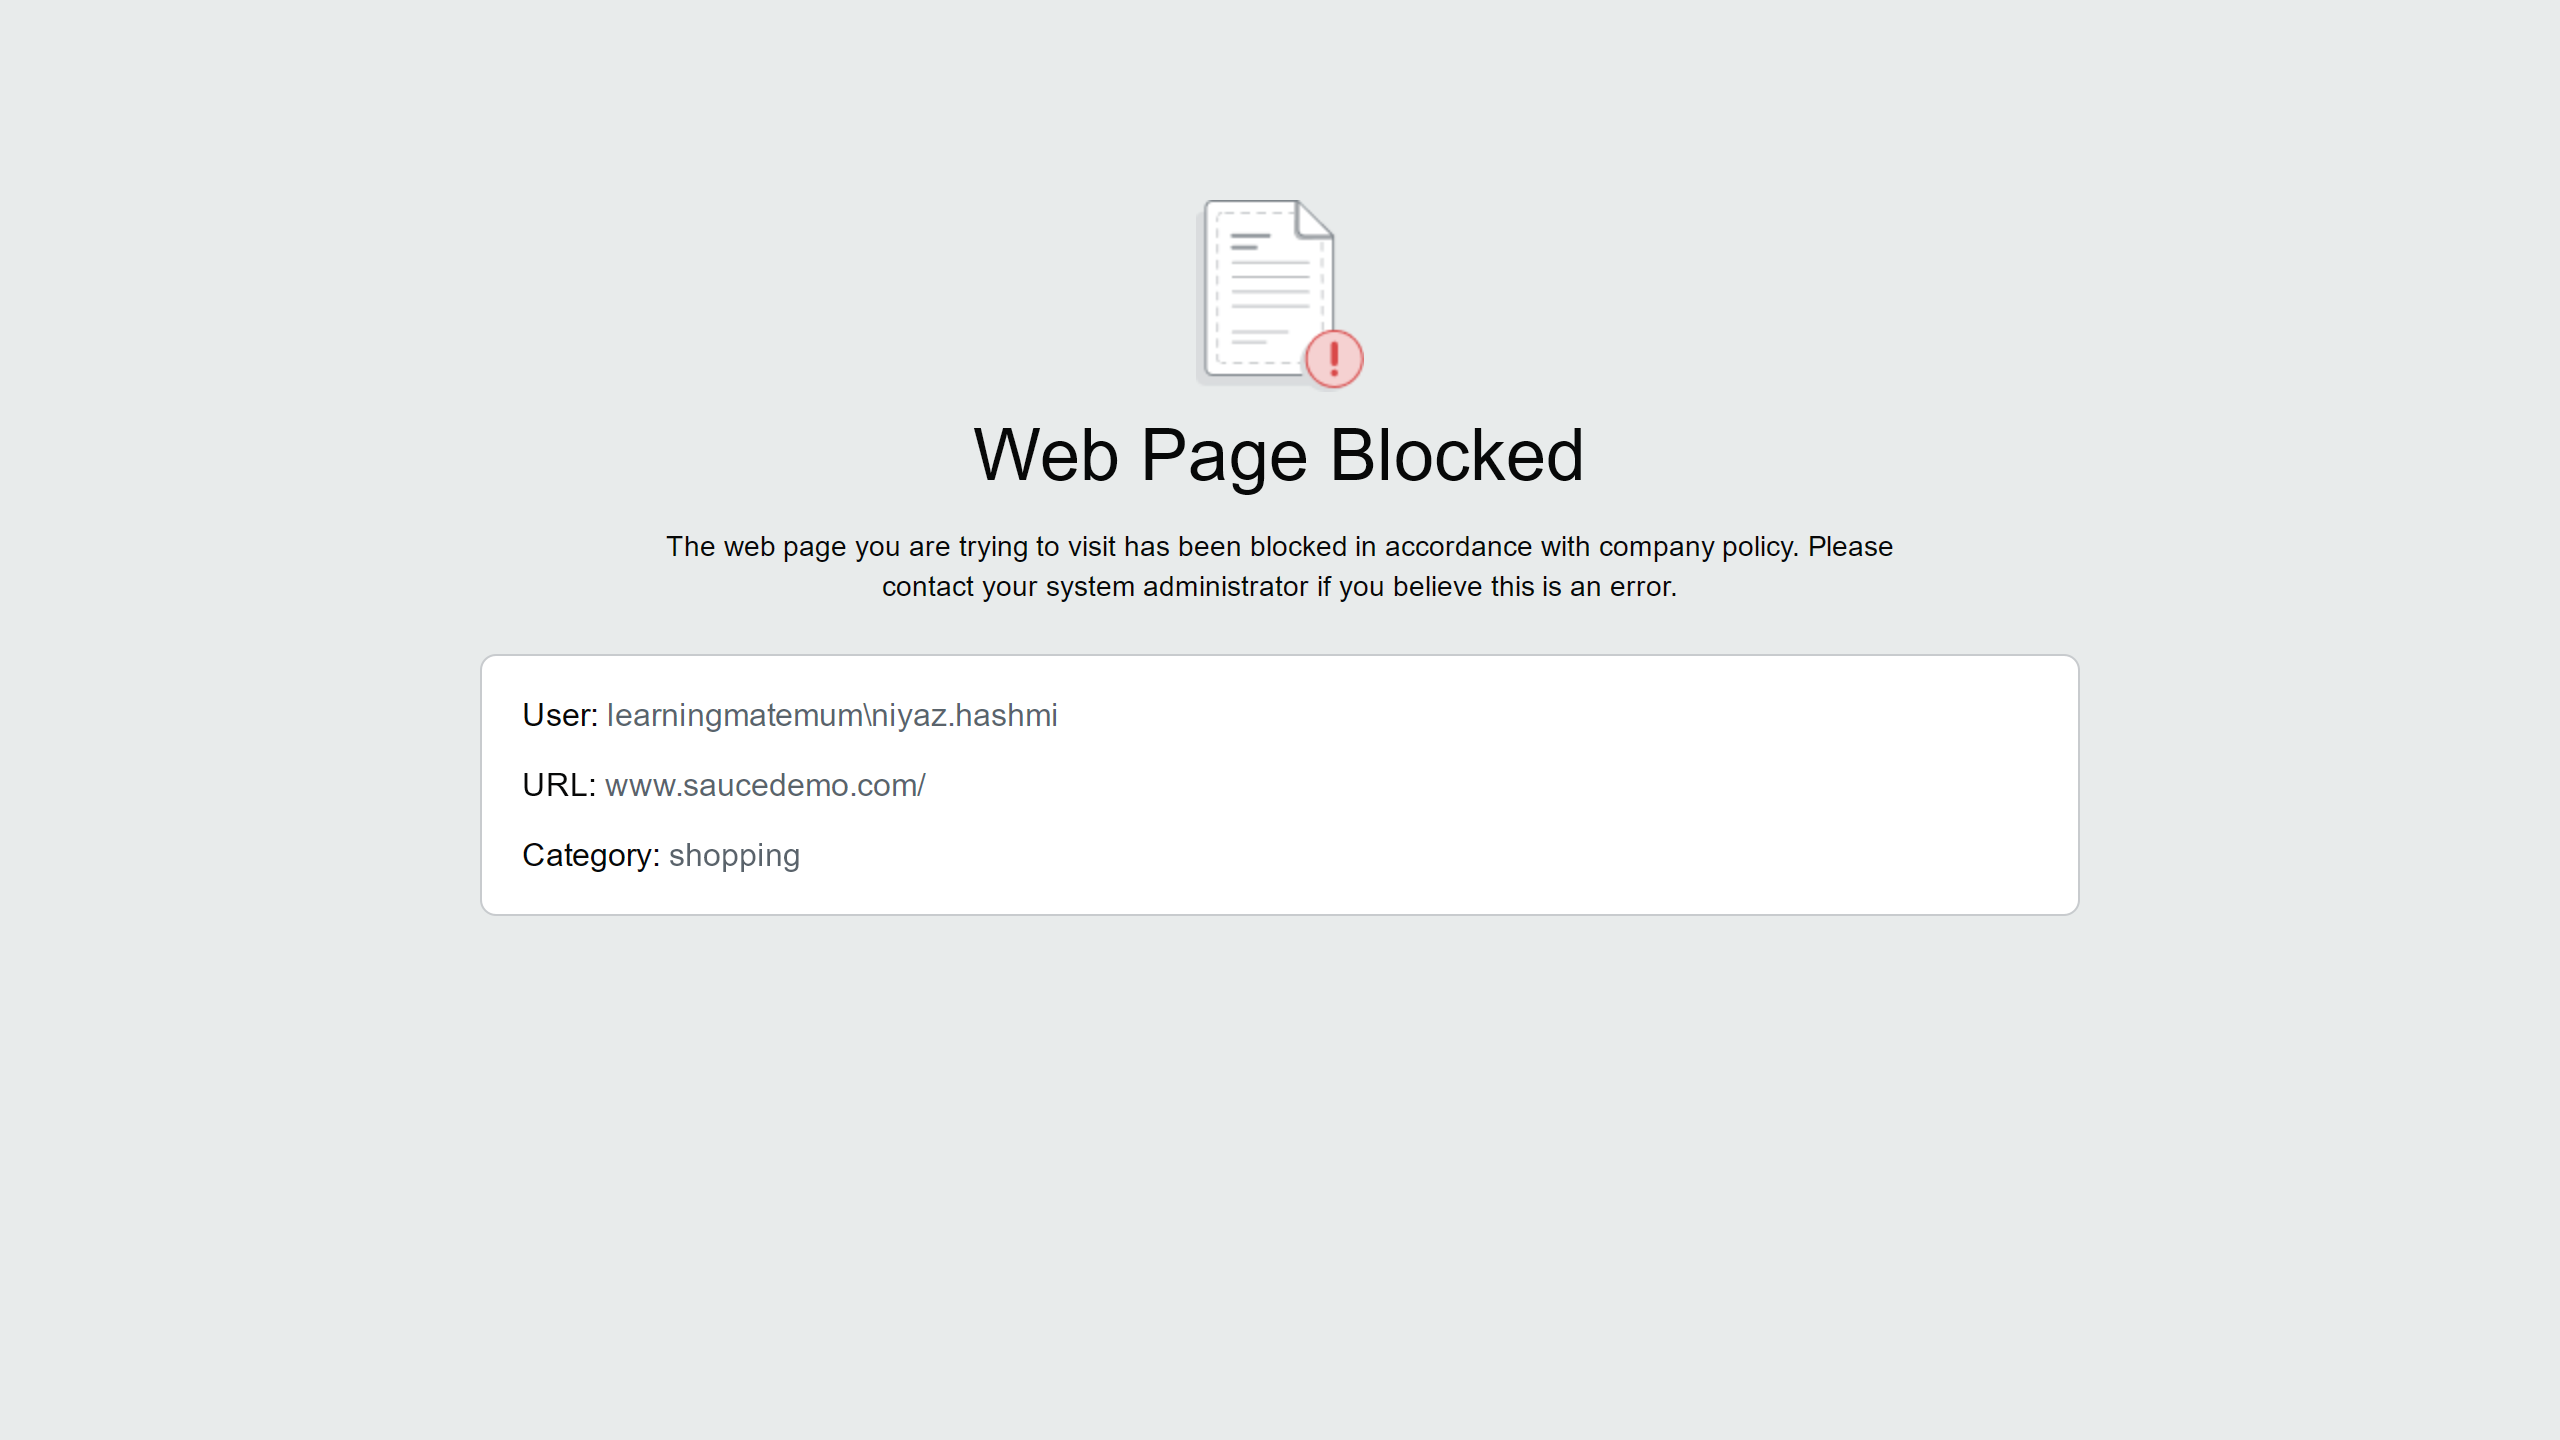 Web Page Blocked
The web page you are trying to visit has been blocked in accordance with company policy. Please
contact your system administrator if you believe this is an error.
User: learningmatemum\niyaz.hashmi
URL: www.saucedemo.com/
Category: shopping